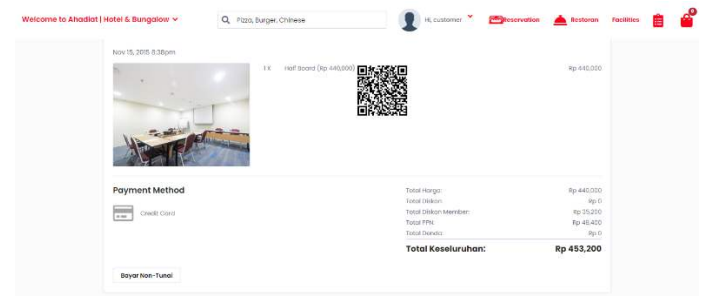 Welcome to Ahadiat | Hotel & Bungalow
Pizza, Burger, Chinese
Hi, customer
Reservation
Restoran
Facilities
0
Nov 15, 2015 8:38pm
1 X Half Board (Rp 440,000) Rp 440,000
Payment Method
Credit Card
Total Harga: Rp 440,000
Total Diskon: Rp 0
Total Diskon Member: Rp 35,200
Total PPN: Rp 48,400
Total Denda: Rp 0
Total Keseluruhan: Rp 453,200
Bayar Non-Tunai